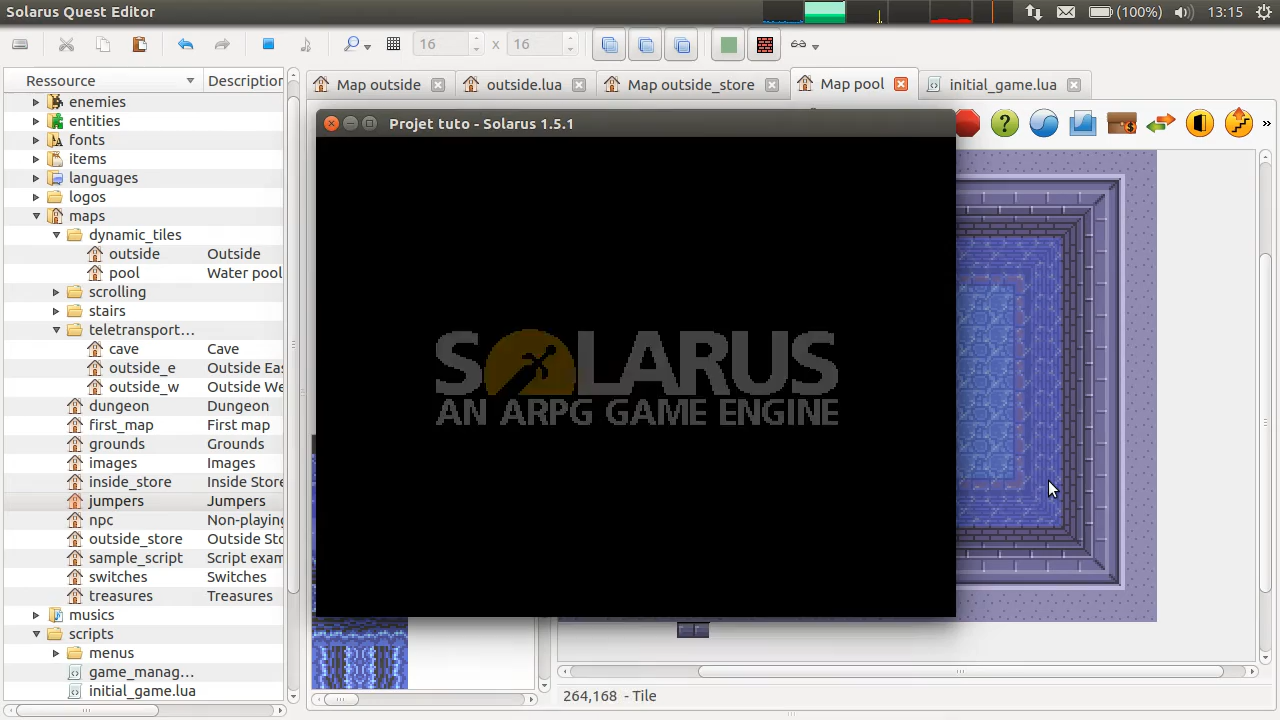 Solarus Quest Editor
(100%)
13:15
16 x 16
Ressource
Description
Map outside
outside.lua
Map outside_store
Map pool
initial_game.lua
enemies
entities
fonts
items
languages
logos
maps
dynamic_tiles
outside Outside
pool Water pool
scrolling
stairs
teletransport...
cave Cave
outside_e Outside Eas
outside_w Outside We
dungeon Dungeon
first_map First map
grounds Grounds
images Images
inside_store Inside Store
jumpers Jumpers
npc Non-playing
outside_store Outside Sto
sample_script Script exam
switches Switches
treasures Treasures
musics
scripts
menus
game_manag...
initial_game.lua
Projet tuto - Solarus 1.5.1
SOLARUS
AN ARPG GAME ENGINE
»
264,168 - Tile